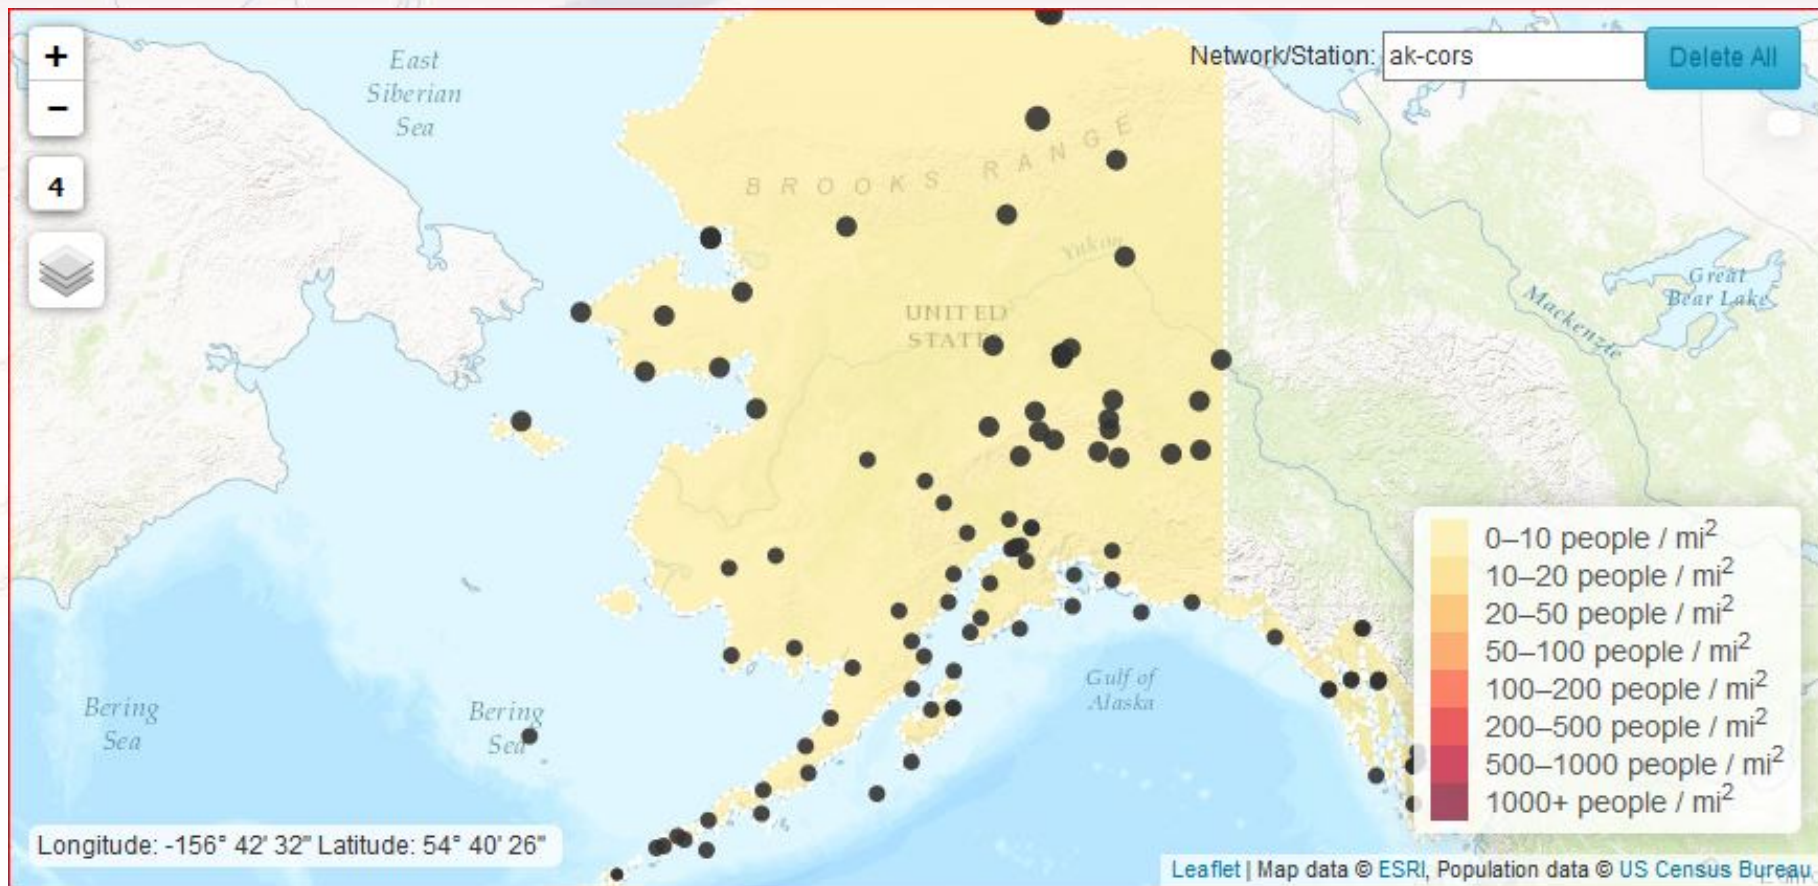 +
−
4
Network/Station: ak-cors
Delete All
East
Siberian
Sea
BROOKS RANGE
Yukon
UNITED
STATE
Great
Bear Lake
Mackenzie
Bering
Sea
Bering
Sea
Gulf of
Alaska
0–10 people / mi²
10–20 people / mi²
20–50 people / mi²
50–100 people / mi²
100–200 people / mi²
200–500 people / mi²
500–1000 people / mi²
1000+ people / mi²
Longitude: -156° 42' 32" Latitude: 54° 40' 26"
Leaflet | Map data © ESRI, Population data © US Census Bureau